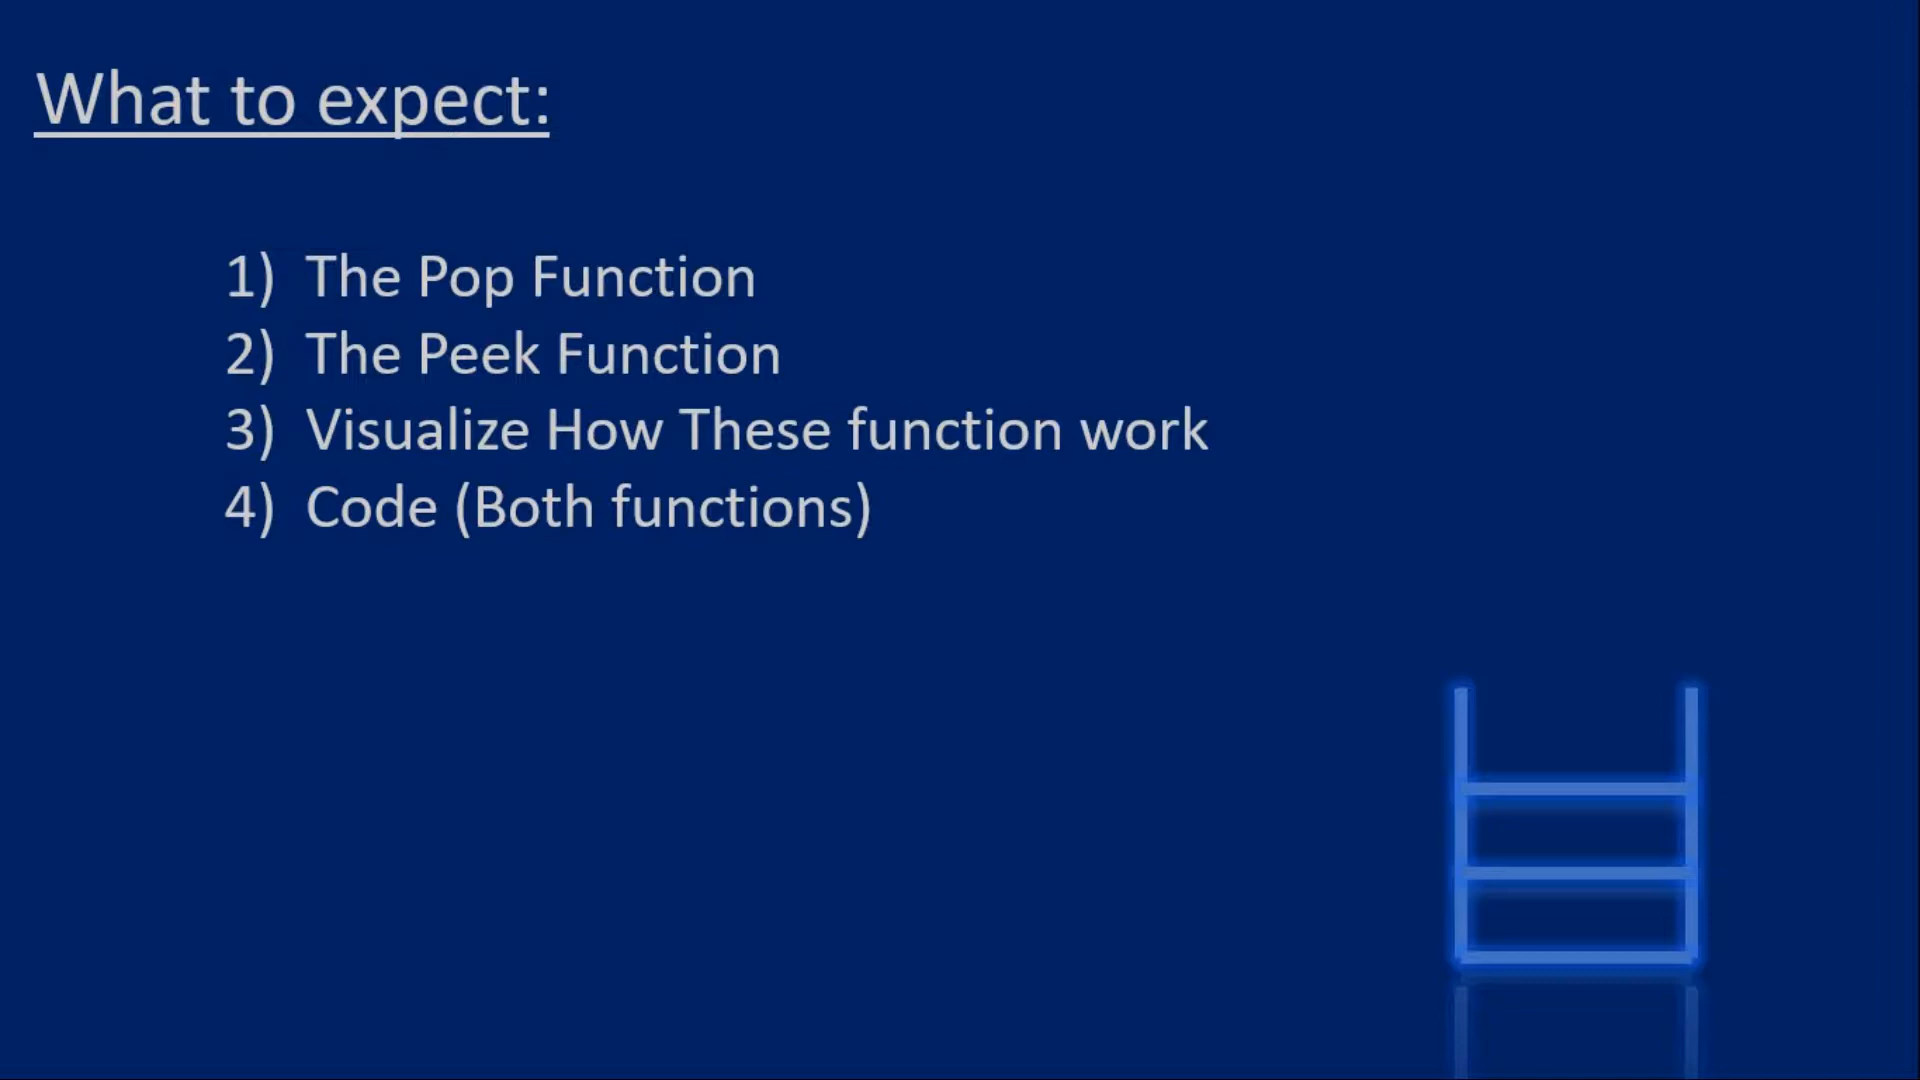 What to expect:
1) The Pop Function
2) The Peek Function
3) Visualize How These function work
4) Code (Both functions)